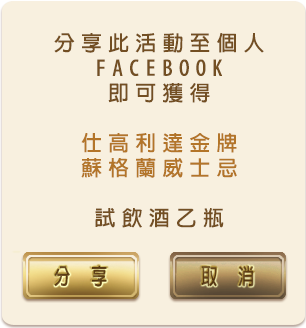 分享此活動至個人
FACEBOOK
即可獲得
仕高利達金牌
蘇格蘭威士忌
試飲酒乙瓶
分享
取消